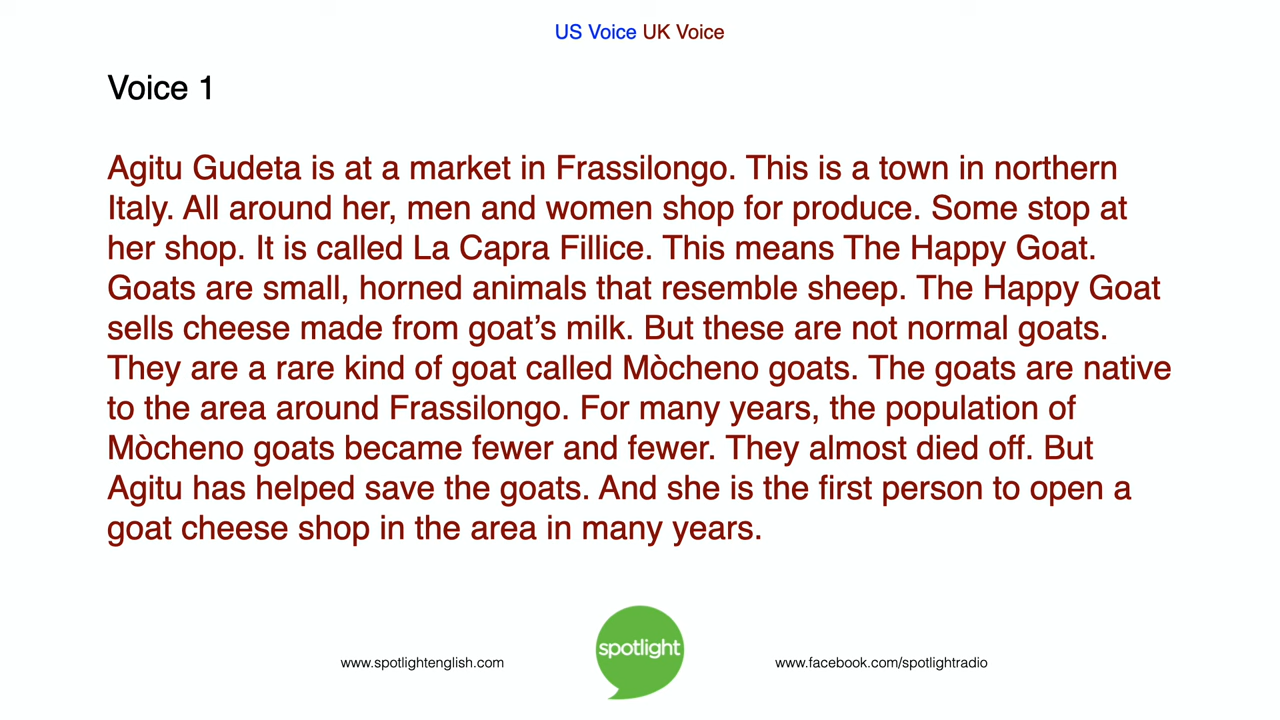 US Voice UK Voice
Voice 1
Agitu Gudeta is at a market in Frassilongo. This is a town in northern
Italy. All around her, men and women shop for produce. Some stop at
her shop. It is called La Capra Fillice. This means The Happy Goat.
Goats are small, horned animals that resemble sheep. The Happy Goat
sells cheese made from goat’s milk. But these are not normal goats.
They are a rare kind of goat called Mòcheno goats. The goats are native
to the area around Frassilongo. For many years, the population of
Mòcheno goats became fewer and fewer. They almost died off. But
Agitu has helped save the goats. And she is the first person to open a
goat cheese shop in the area in many years.
www.spotlightenglish.com
spotlight
www.facebook.com/spotlightradio